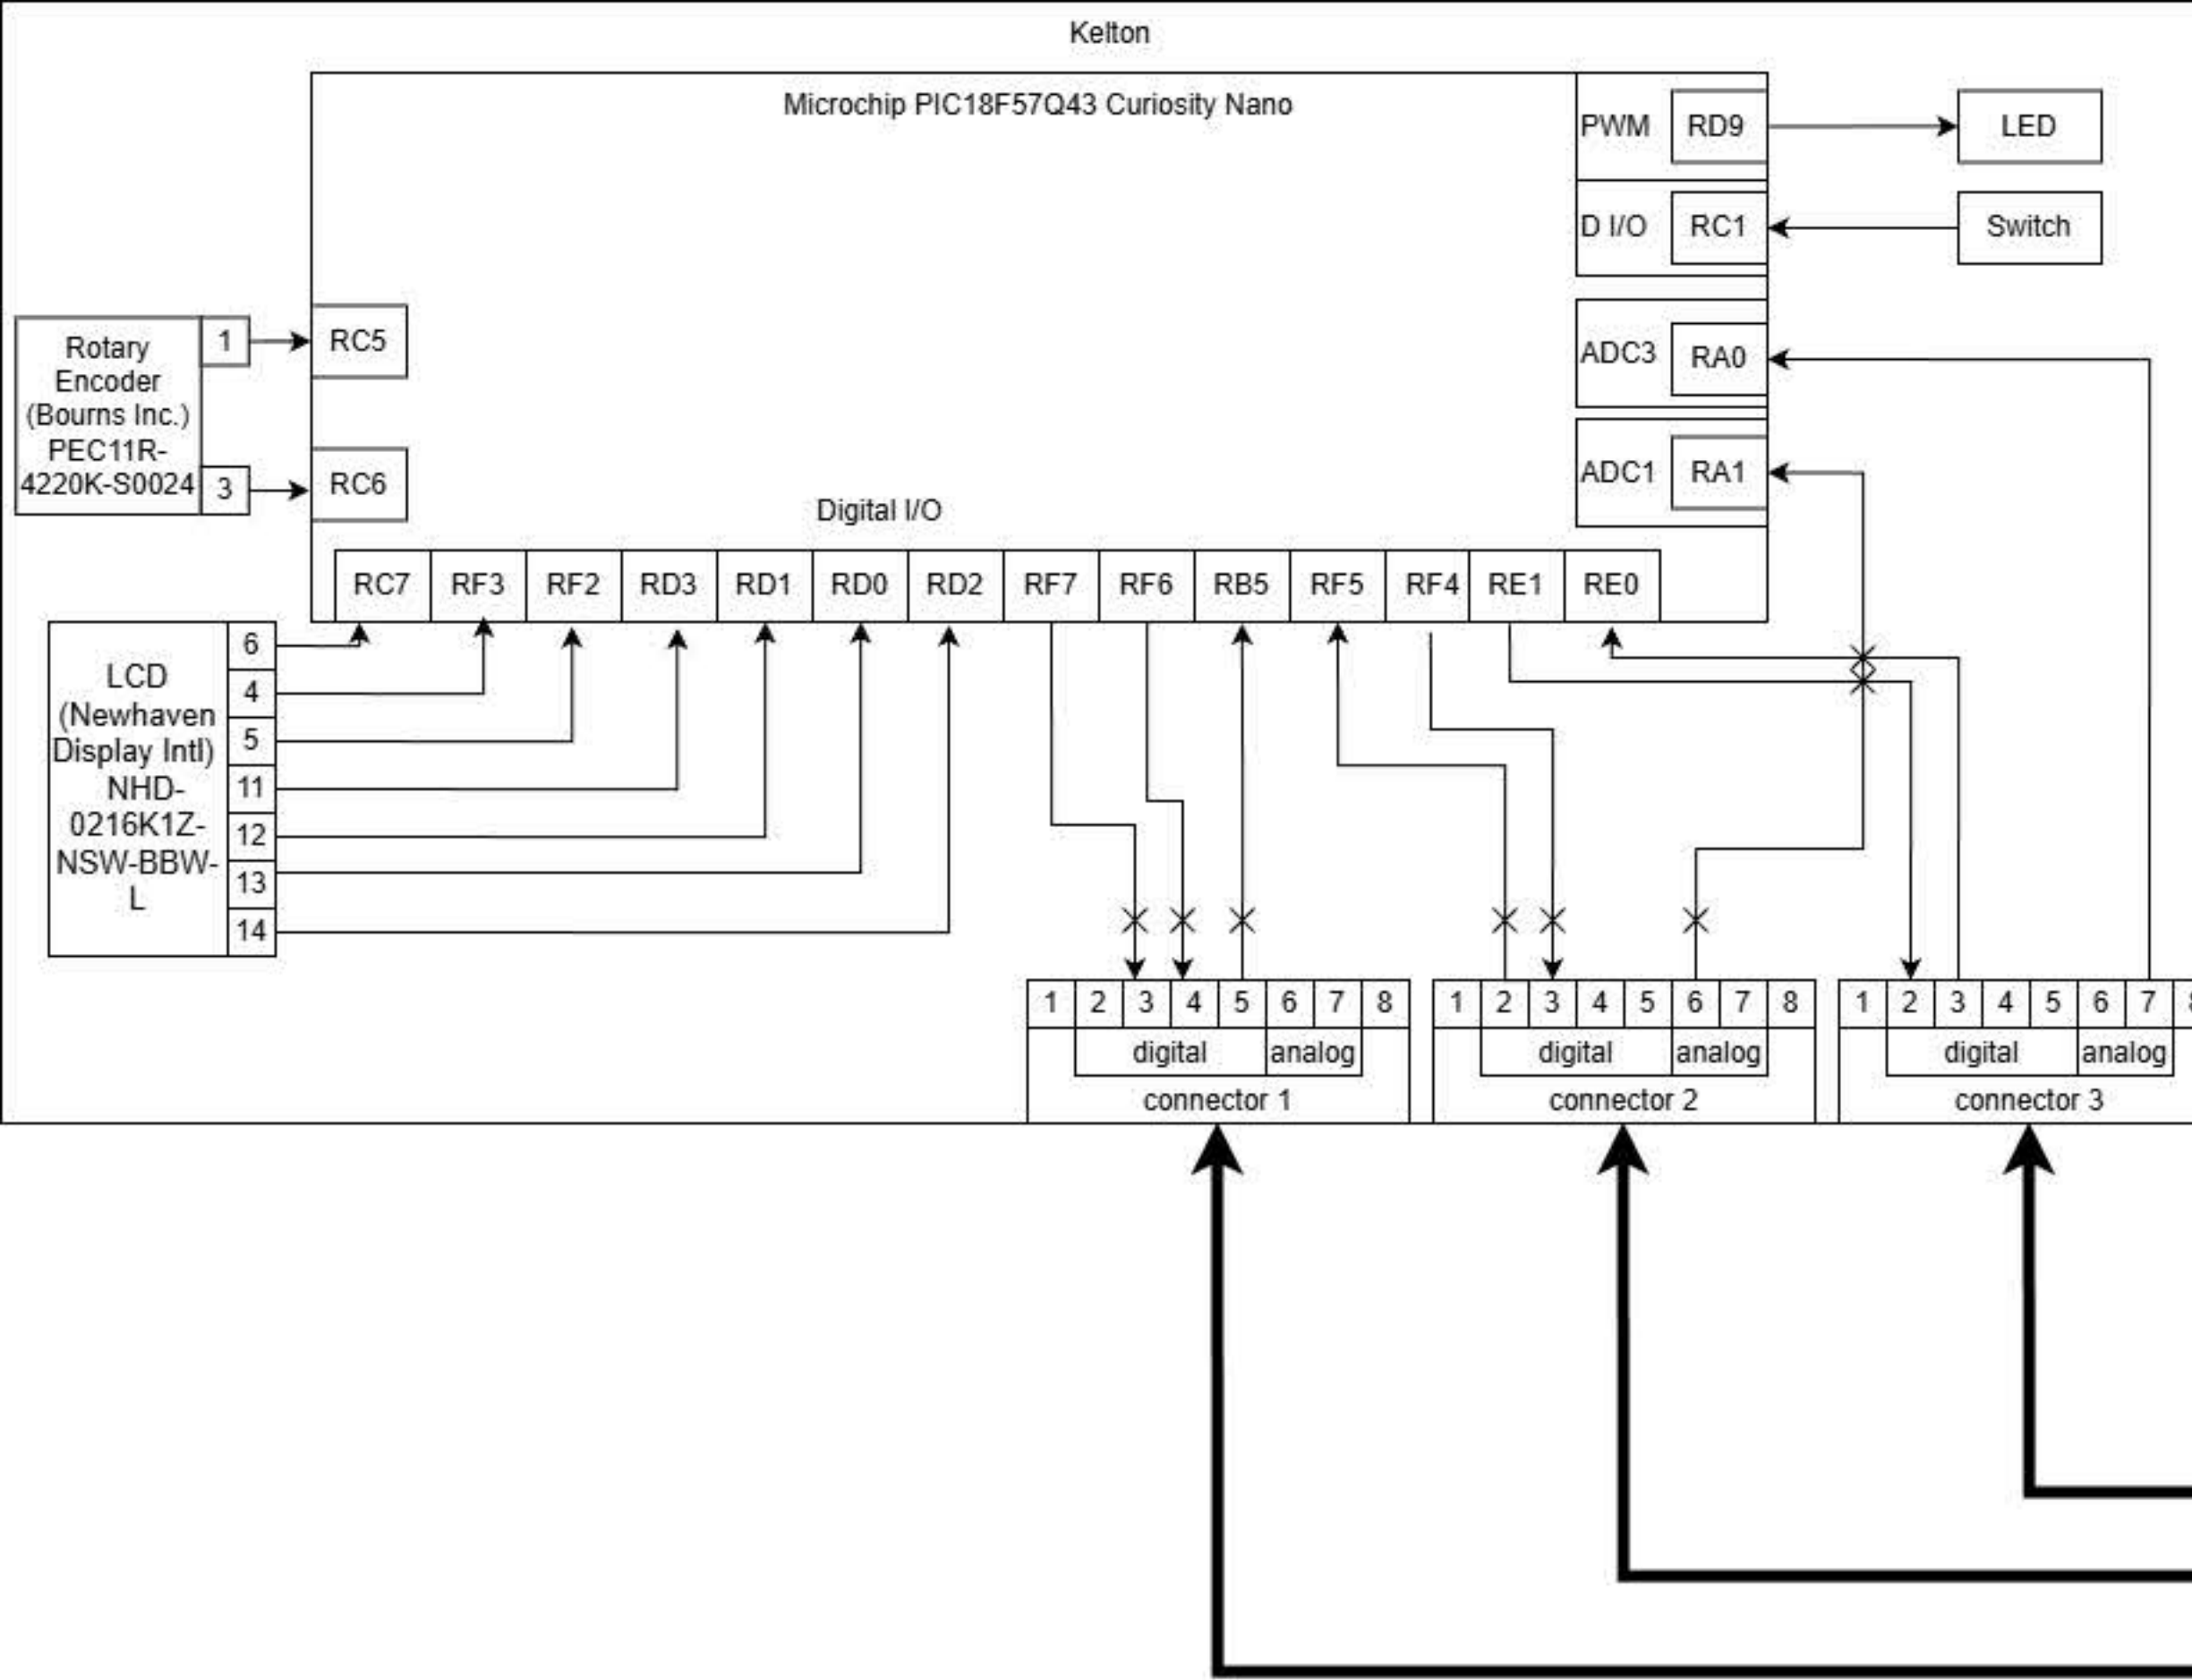 Kelton
Microchip PIC18F57Q43 Curiosity Nano
PWM RD9
LED
D I/O RC1
Switch
ADC3 RA0
ADC1 RA1
1
3
Rotary
Encoder
(Bourns Inc.)
PEC11R-
4220K-S0024
RC5
RC6
Digital I/O
RC7 RF3 RF2 RD3 RD1 RD0 RD2 RF7 RF6 RB5 RF5 RF4 RE1 RE0
LCD
(Newhaven
Display Intl)
NHD-
0216K1Z-
NSW-BBW-
L
6
4
5
11
12
13
14
1 2 3 4 5 6 7 8
digital analog
connector 1
1 2 3 4 5 6 7 8
digital analog
connector 2
1 2 3 4 5 6 7
digital analog
connector 3